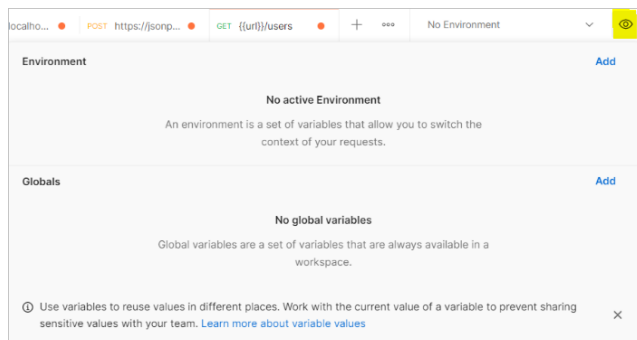 localho... POST https://jsonp... GET {{url}}/users No Environment
Environment Add
No active Environment
An environment is a set of variables that allow you to switch the
context of your requests.
Globals Add
No global variables
Global variables are a set of variables that are always available in a
workspace.
Use variables to reuse values in different places. Work with the current value of a variable to prevent sharing
sensitive values with your team. Learn more about variable values